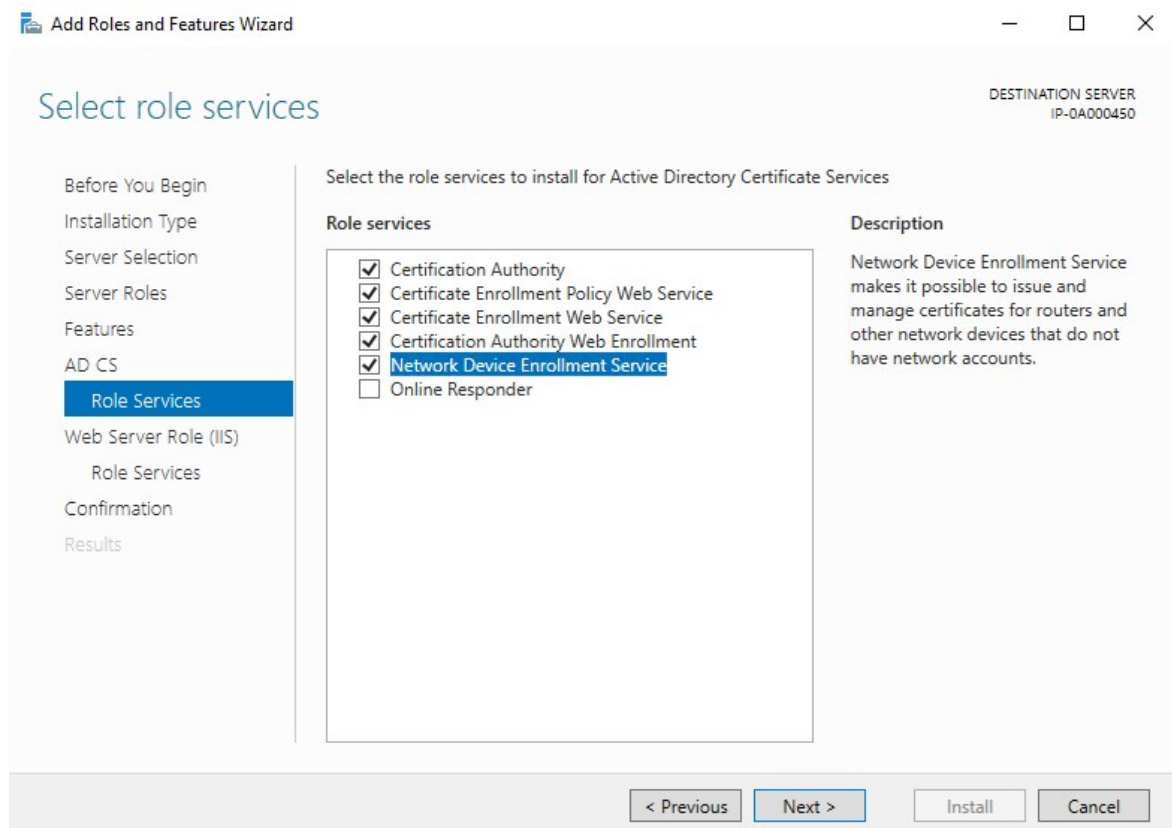 Add Roles and Features Wizard
Select role services
DESTINATION SERVER
IP-0A000450
Before You Begin
Installation Type
Server Selection
Server Roles
Features
AD CS
Role Services
Web Server Role (IIS)
Role Services
Confirmation
Results
Select the role services to install for Active Directory Certificate Services
Role services
Certification Authority
Certificate Enrollment Policy Web Service
Certificate Enrollment Web Service
Certification Authority Web Enrollment
Network Device Enrollment Service
Online Responder
Description
Network Device Enrollment Service
makes it possible to issue and
manage certificates for routers and
other network devices that do not
have network accounts.
< Previous
Next >
Install
Cancel